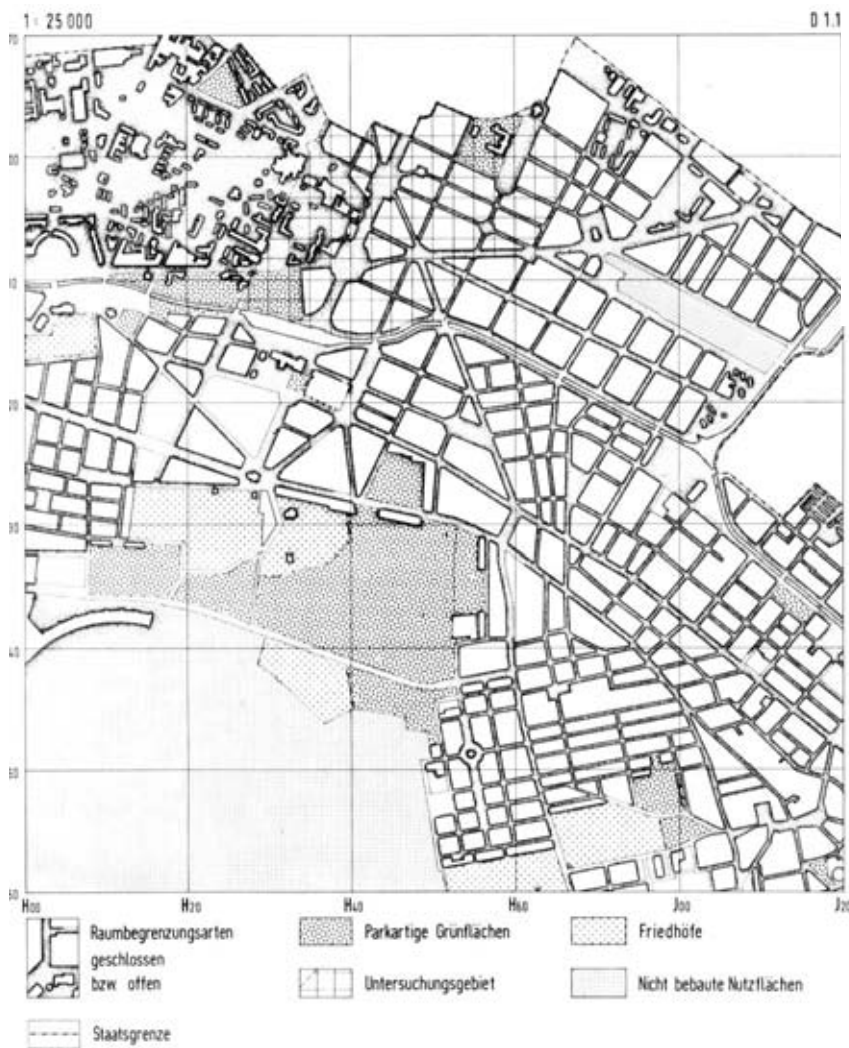 1 : 25 000
D 1.1
H00
H20
H40
H60
J00
J20
Raumbegrenzungsarten
geschlossen
bzw. offen
Parkartige Grünflächen
Friedhöfe
Untersuchungsgebiet
Nicht bebaute Nutzflächen
Staatsgrenze